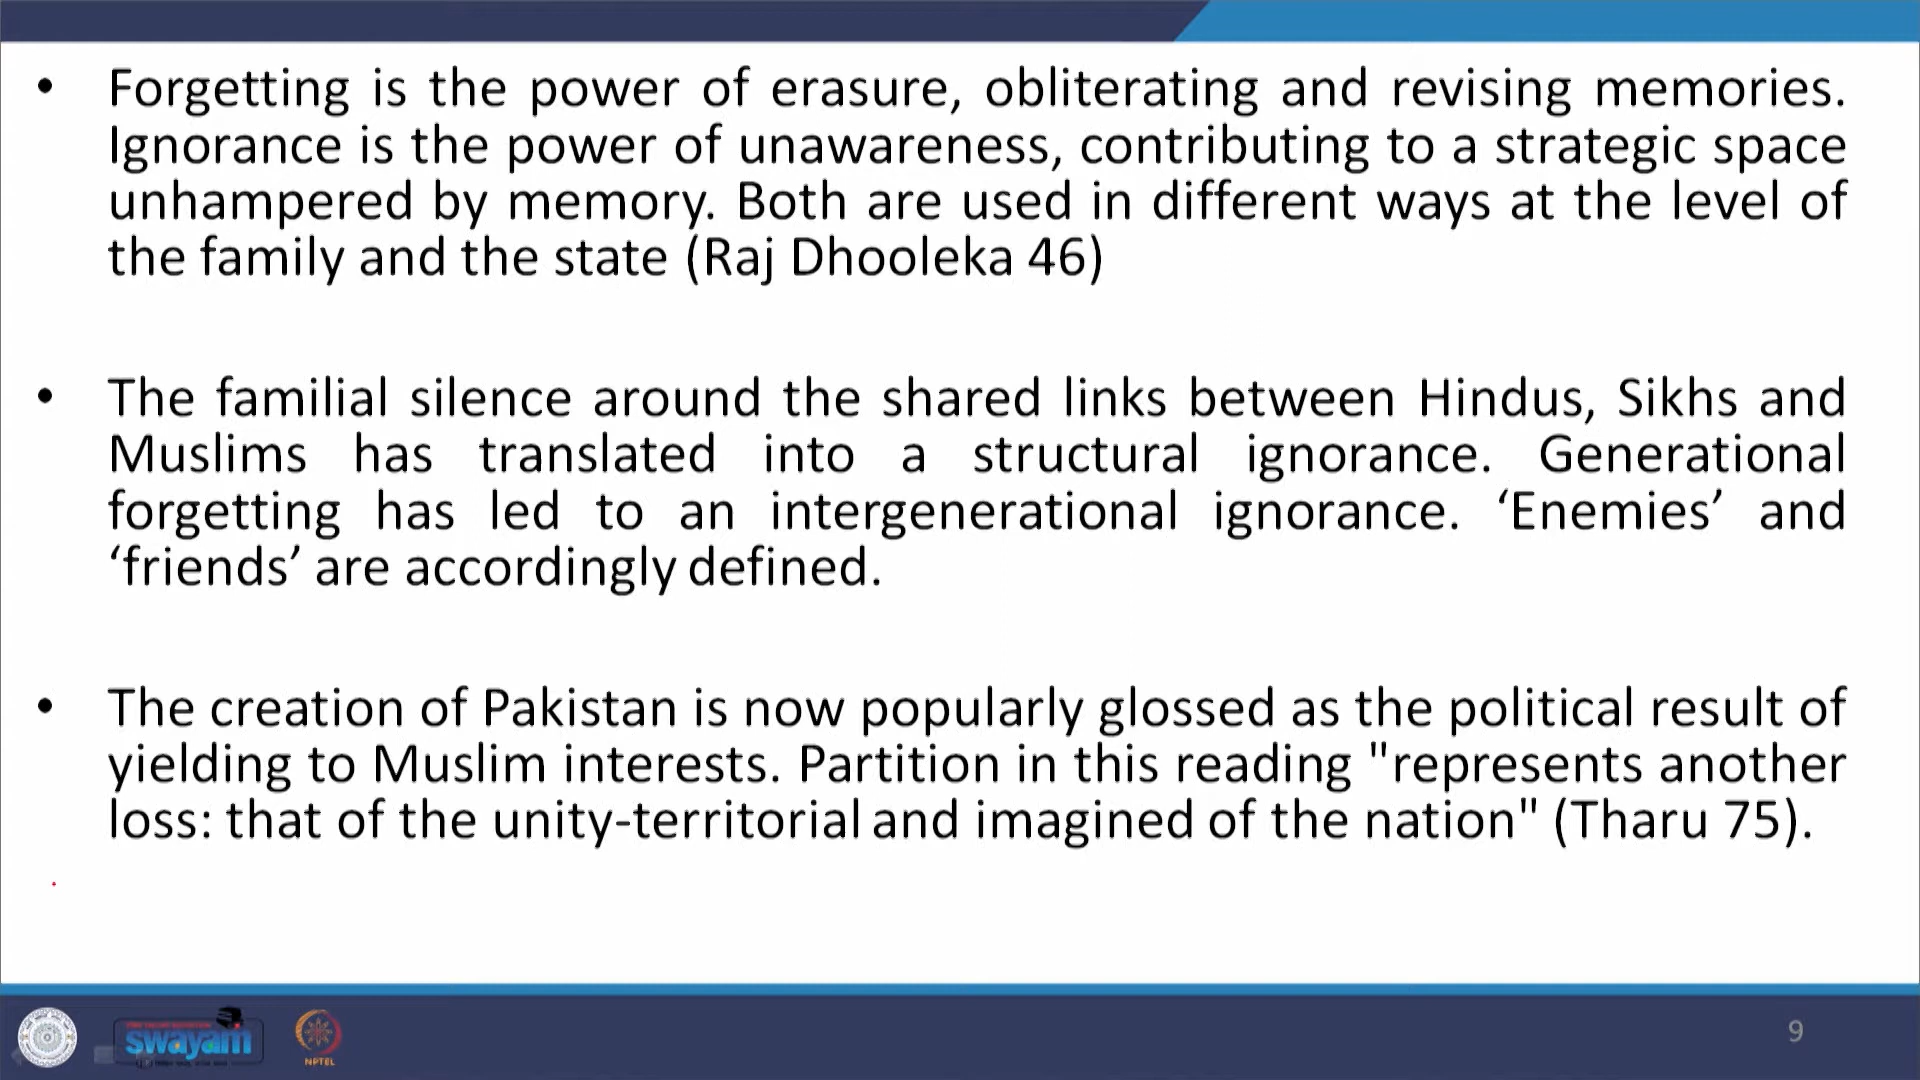 • Forgetting is the power of erasure, obliterating and revising memories.
Ignorance is the power of unawareness, contributing to a strategic space
unhampered by memory. Both are used in different ways at the level of
the family and the state (Raj Dhooleka 46)
• The familial silence around the shared links between Hindus, Sikhs and
Muslims has translated into a structural ignorance. Generational
forgetting has led to an intergenerational ignorance. ‘Enemies’ and
‘friends’ are accordingly defined.
• The creation of Pakistan is now popularly glossed as the political result of
yielding to Muslim interests. Partition in this reading "represents another
loss: that of the unity-territorial and imagined of the nation" (Tharu 75).
swayam
NPTEL
9